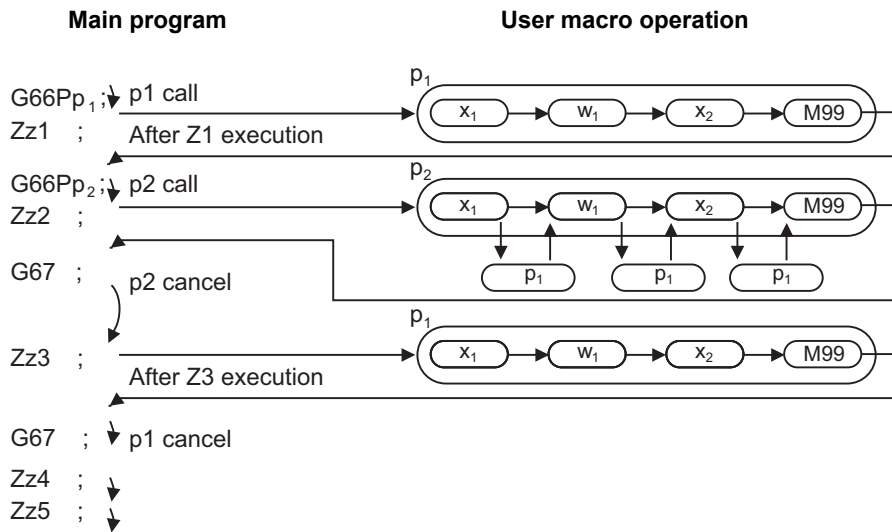 Main program User macro operation
p1
G66Pp1 ; p1 call
x1 w1 x2 M99
Zz1 ; After Z1 execution
p2
G66Pp2 ; p2 call
x1 w1 x2 M99
Zz2 ;
p1 p1 p1
G67 ; p2 cancel
p1
Zz3 ; x1 w1 x2 M99
After Z3 execution
G67 ; p1 cancel
Zz4 ;
Zz5 ;